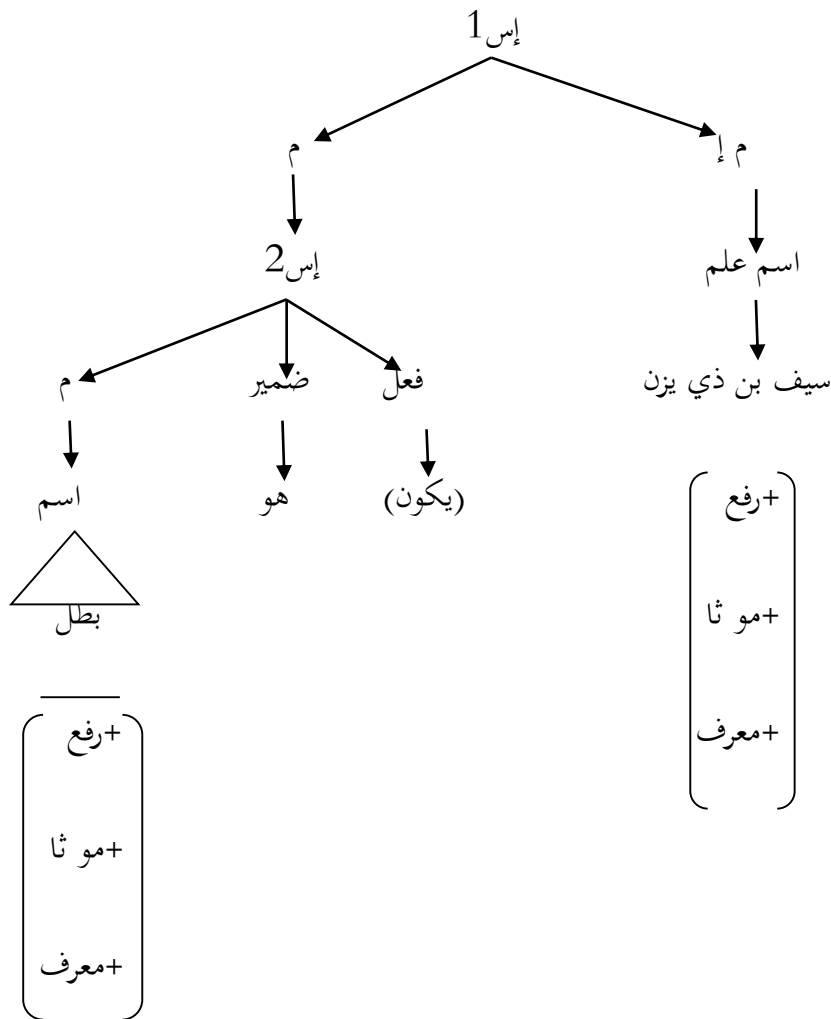 إس1
م إ م
اسم علم إس2
سيف بن ذي يزن فعل ضمير م
+رفع (يكون) هو اسم
+مو ثا بطل
+معرف +رفع
+مو ثا
+معرف